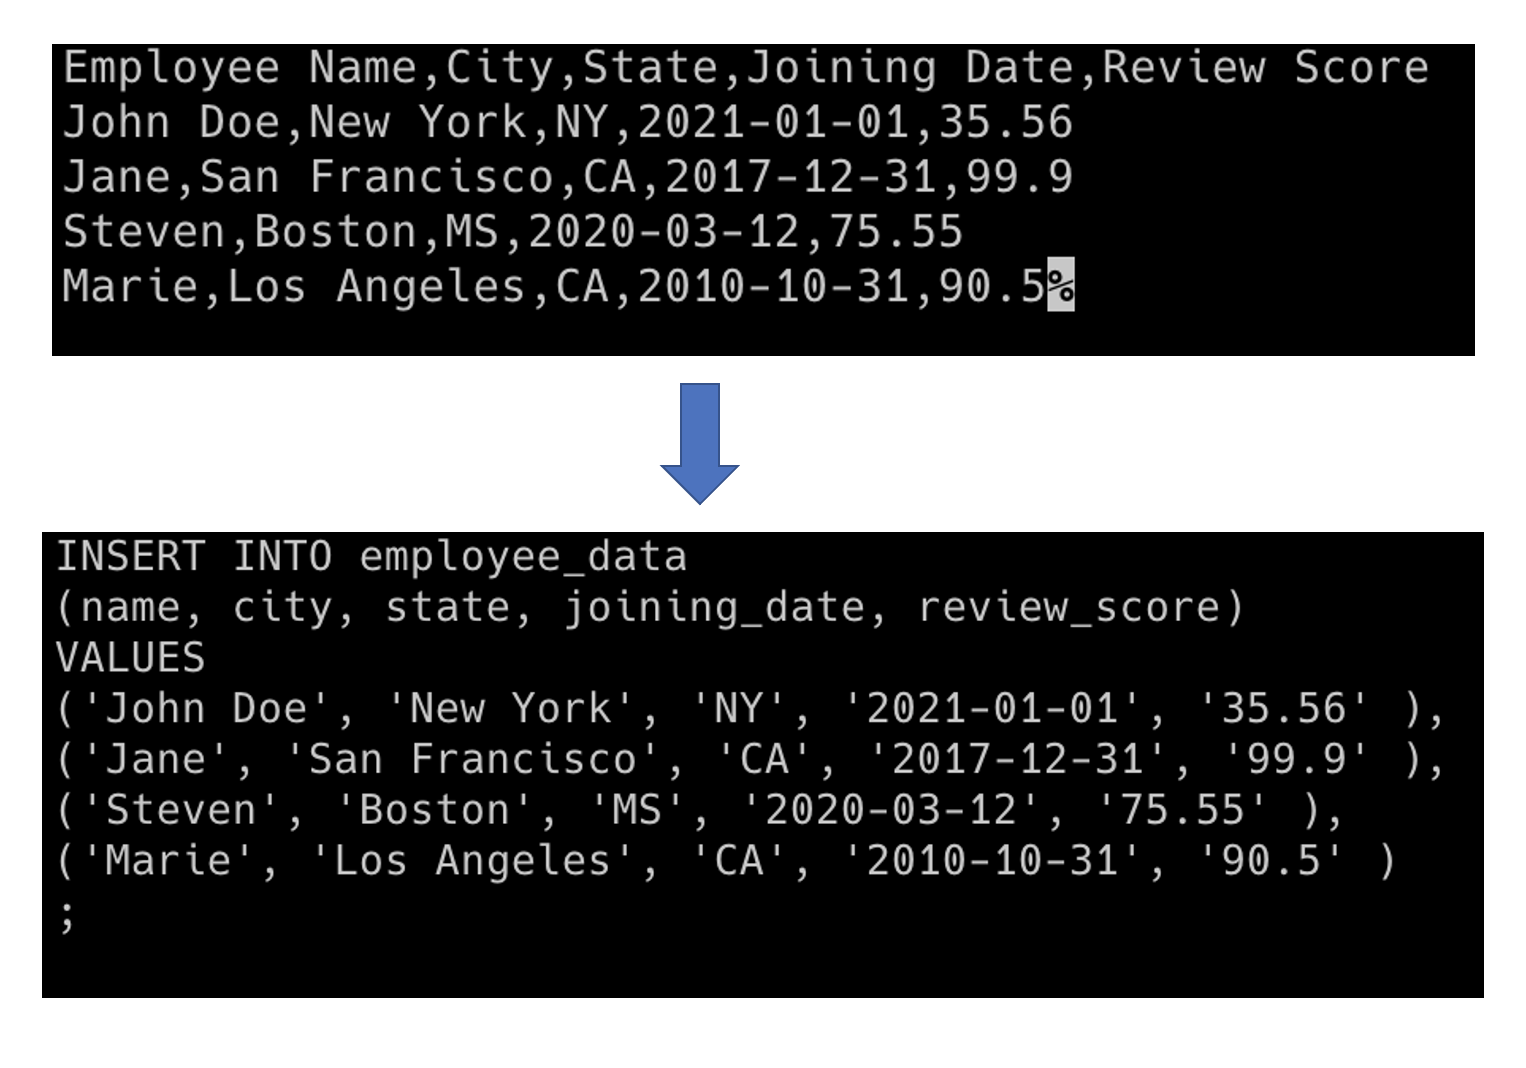 Employee Name,City,State,Joining Date,Review Score
John Doe,New York,NY,2021-01-01,35.56
Jane,San Francisco,CA,2017-12-31,99.9
Steven,Boston,MS,2020-03-12,75.55
Marie,Los Angeles,CA,2010-10-31,90.5%
INSERT INTO employee_data
(name, city, state, joining_date, review_score)
VALUES
('John Doe', 'New York', 'NY', '2021-01-01', '35.56' ),
('Jane', 'San Francisco', 'CA', '2017-12-31', '99.9' ),
('Steven', 'Boston', 'MS', '2020-03-12', '75.55' ),
('Marie', 'Los Angeles', 'CA', '2010-10-31', '90.5' )
;